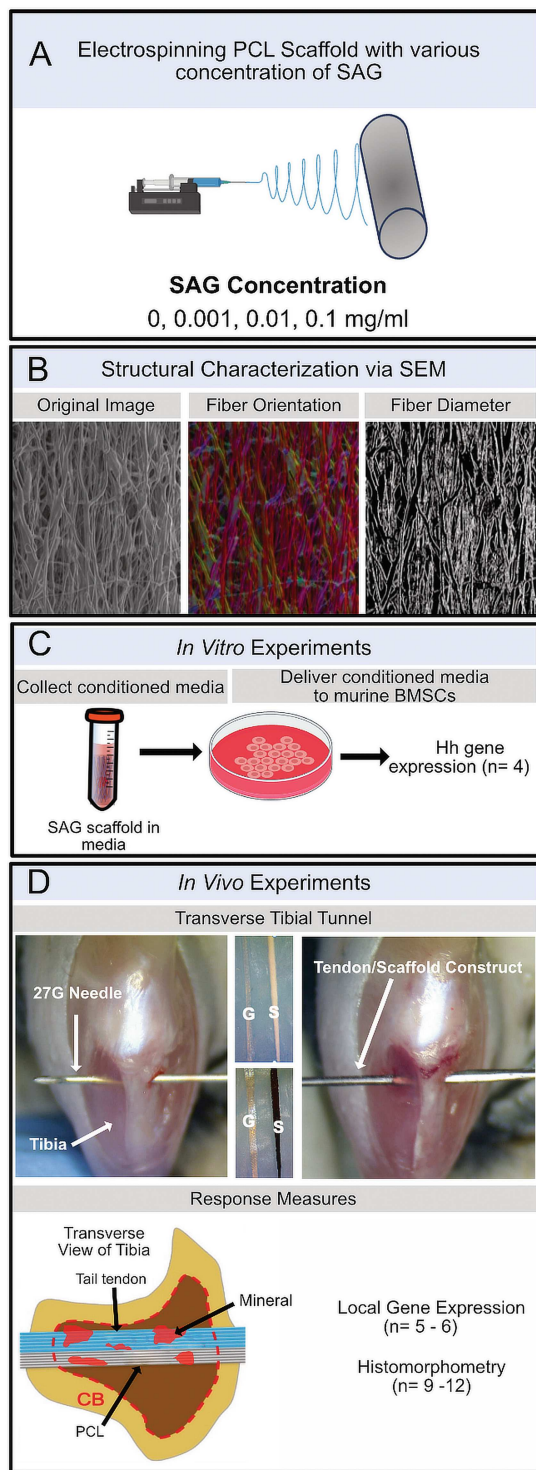 A
Electrospinning PCL Scaffold with various
concentration of SAG
SAG Concentration
0, 0.001, 0.01, 0.1 mg/ml
B
Structural Characterization via SEM
Original Image
Fiber Orientation
Fiber Diameter
C
In Vitro Experiments
Collect conditioned media
Deliver conditioned media
to murine BMSCs
SAG scaffold in
media
Hh gene
expression (n= 4)
D
In Vivo Experiments
Transverse Tibial Tunnel
27G Needle
Tibia
G
S
G
S
Tendon/Scaffold Construct
Response Measures
Transverse
View of Tibia
Tail tendon
Mineral
CB
PCL
Local Gene Expression
(n= 5 - 6)
Histomorphometry
(n= 9 -12)